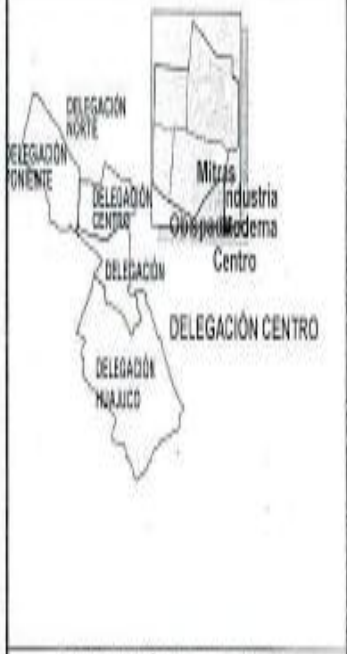 DELEGACIÓN
NORTE
DELEGACIÓN
PONIENTE
DELEGACIÓN
CENTRO
Mitras
Industria
Moderna
Centro
DELEGACIÓN
DELEGACIÓN CENTRO
DELEGACIÓN
HUAJUCO